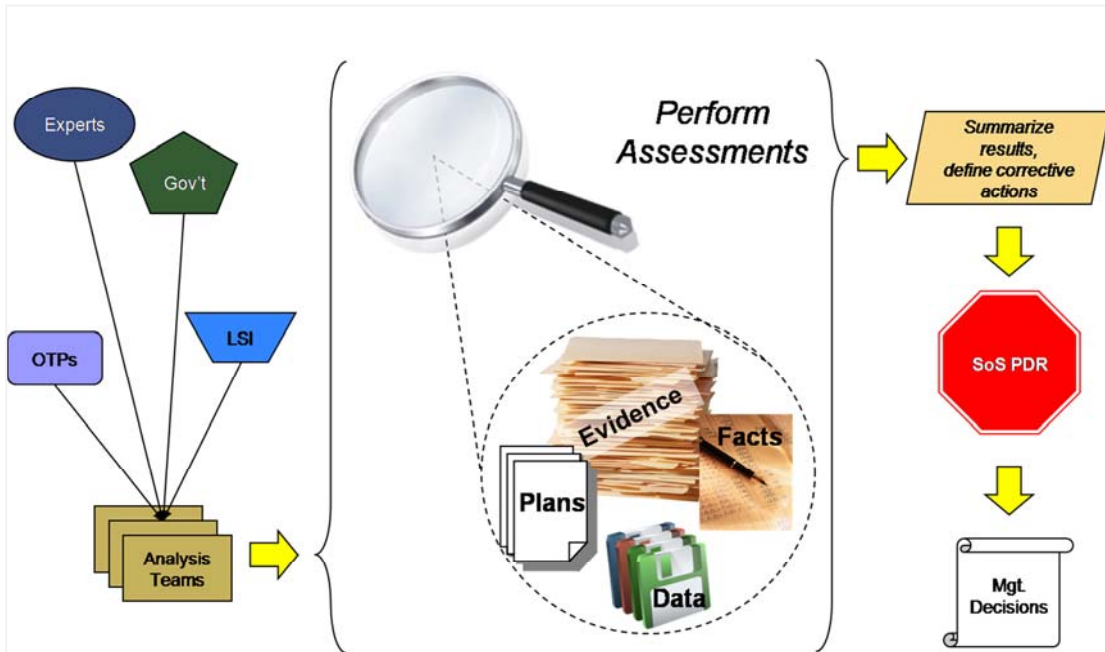 Experts
Gov't
OTPs
LSI
Analysis
Teams
Perform
Assessments
Evidence
Facts
Plans
Data
Summarize
results,
define corrective
actions
SoS PDR
Mgt.
Decisions